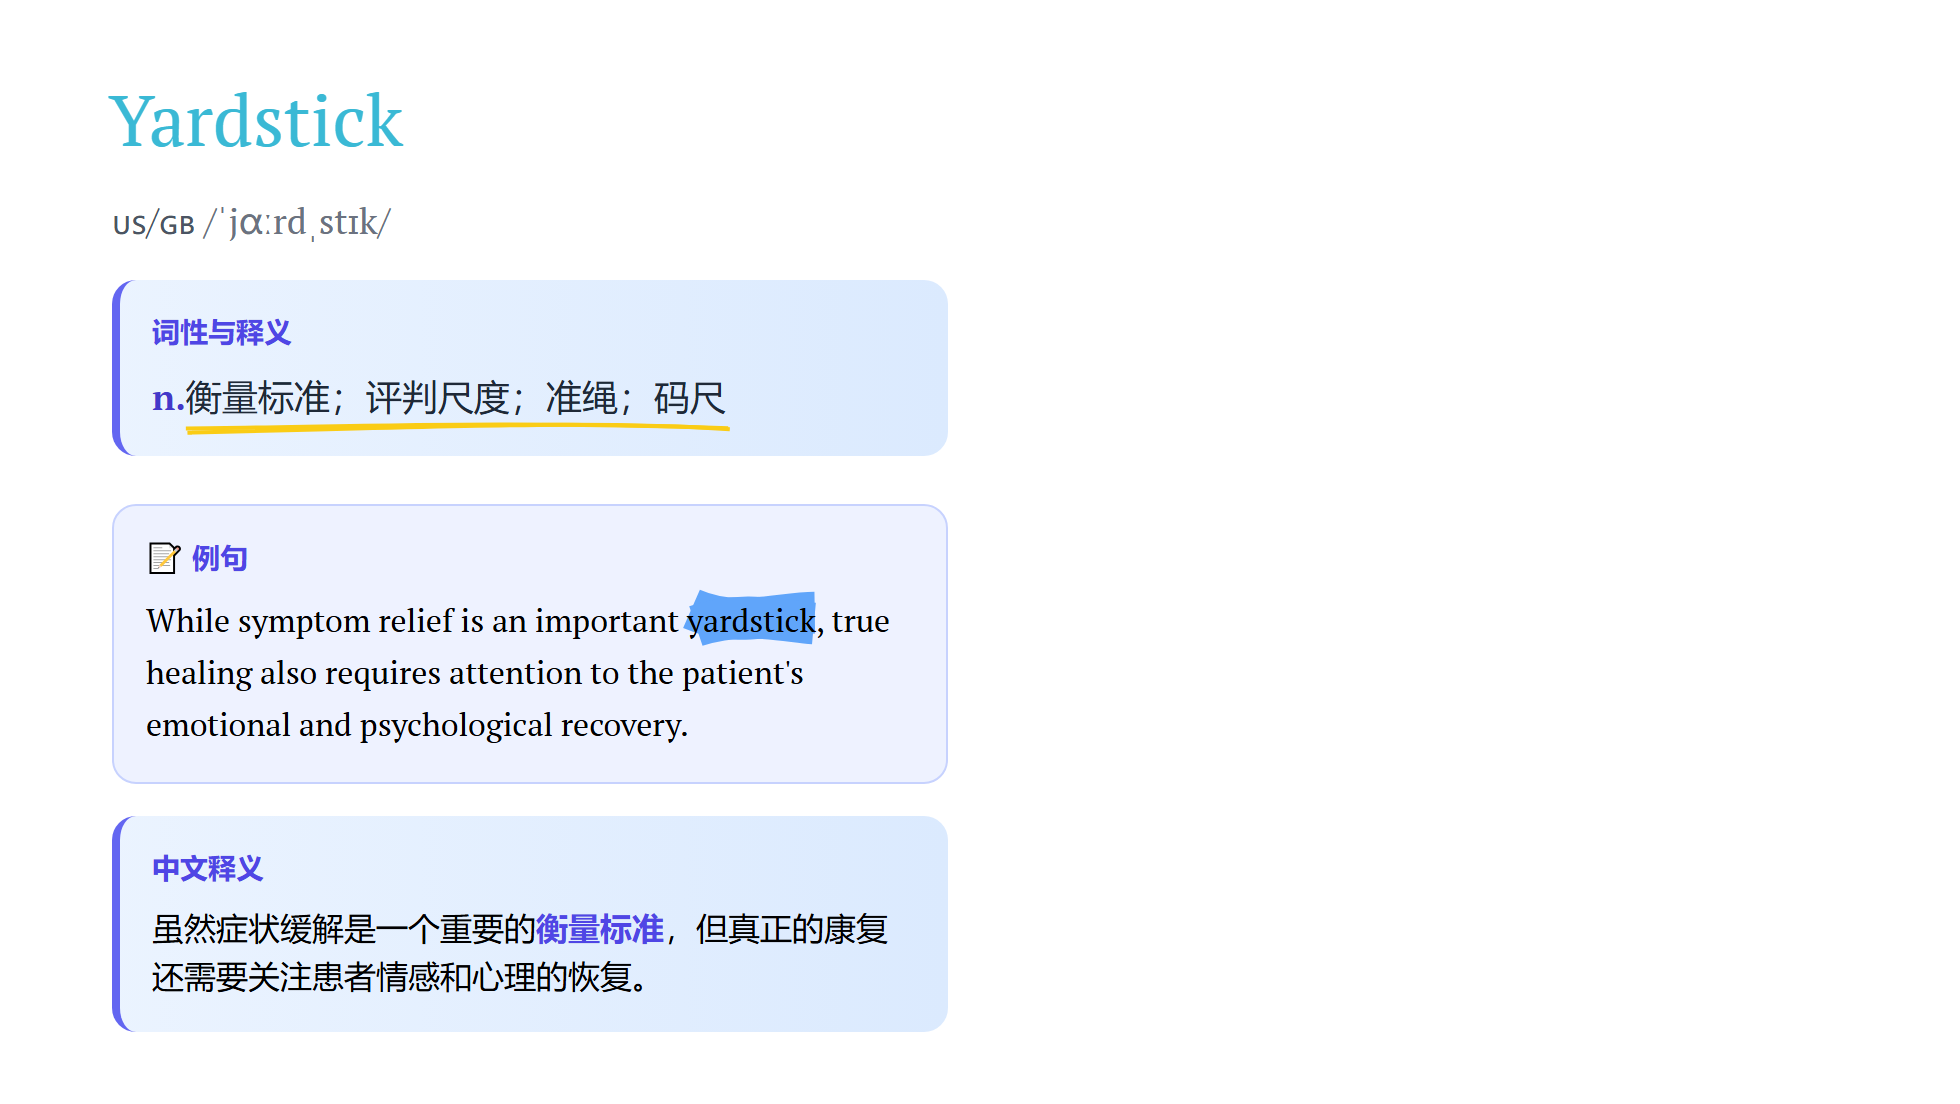 Yardstick
US/GB /ˈjɑːrdˌstɪk/
词性与释义
n.衡量标准；评判尺度；准绳；码尺
📝 例句
While symptom relief is an important yardstick, true
healing also requires attention to the patient's
emotional and psychological recovery.
中文释义
虽然症状缓解是一个重要的衡量标准，但真正的康复
还需要关注患者情感和心理的恢复。